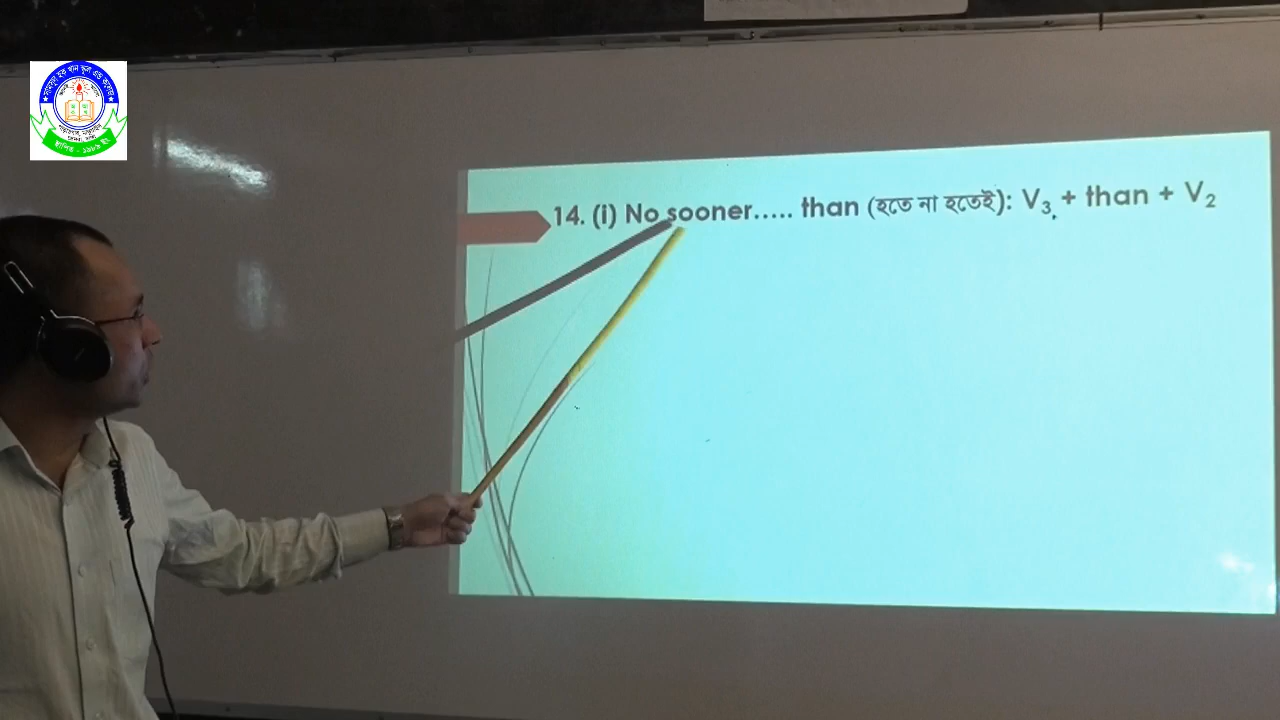 14. (i) No sooner..... than (হতে না হতেই): V3 + than + V2